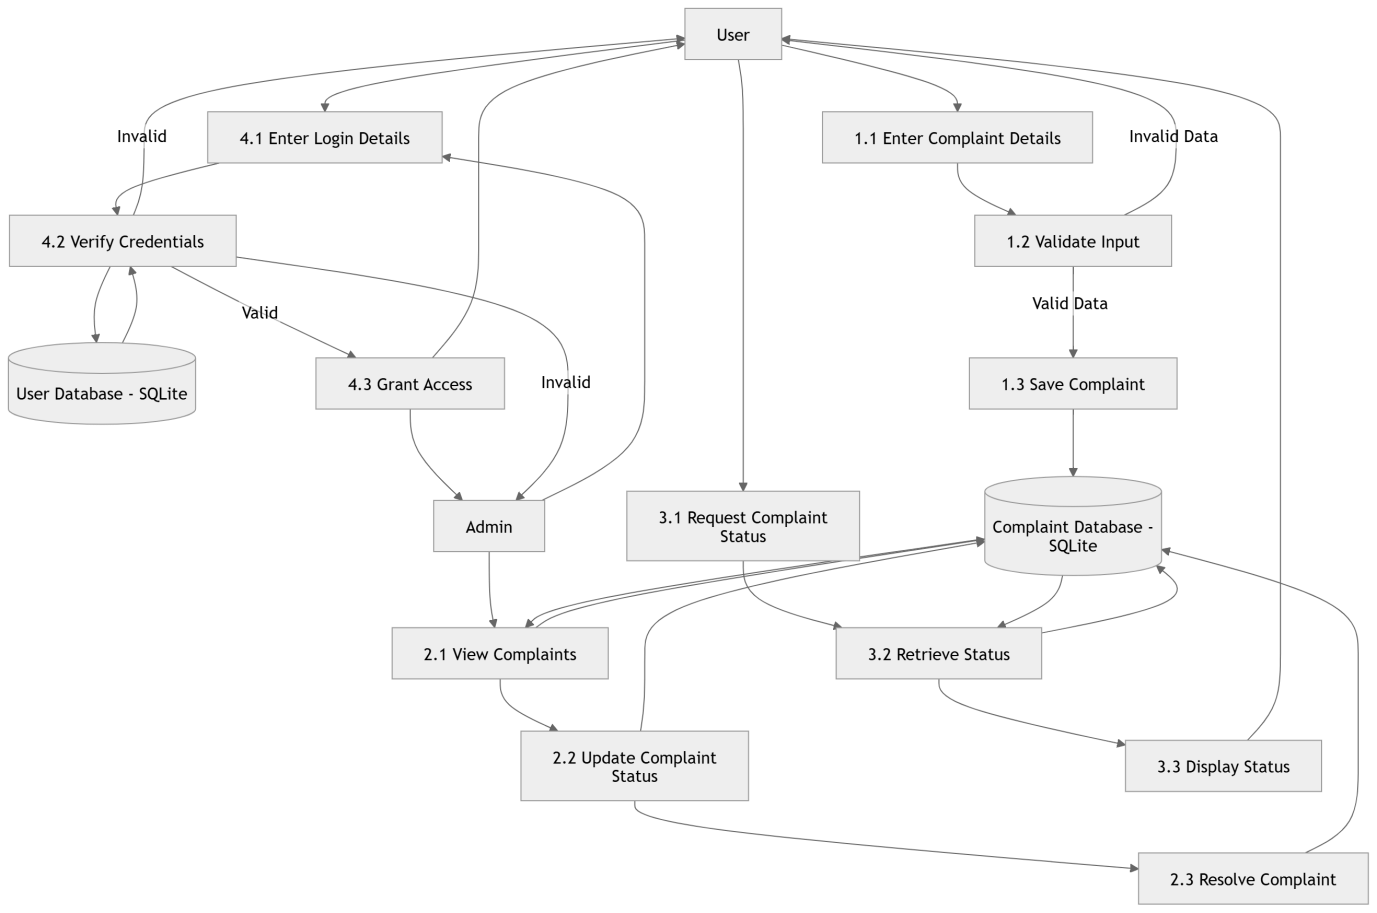 User
Invalid
4.1 Enter Login Details
1.1 Enter Complaint Details
Invalid Data
4.2 Verify Credentials
1.2 Validate Input
Valid
Valid Data
User Database - SQLite
4.3 Grant Access
Invalid
1.3 Save Complaint
Admin
3.1 Request Complaint
Status
Complaint Database -
SQLite
2.1 View Complaints
3.2 Retrieve Status
2.2 Update Complaint
Status
3.3 Display Status
2.3 Resolve Complaint